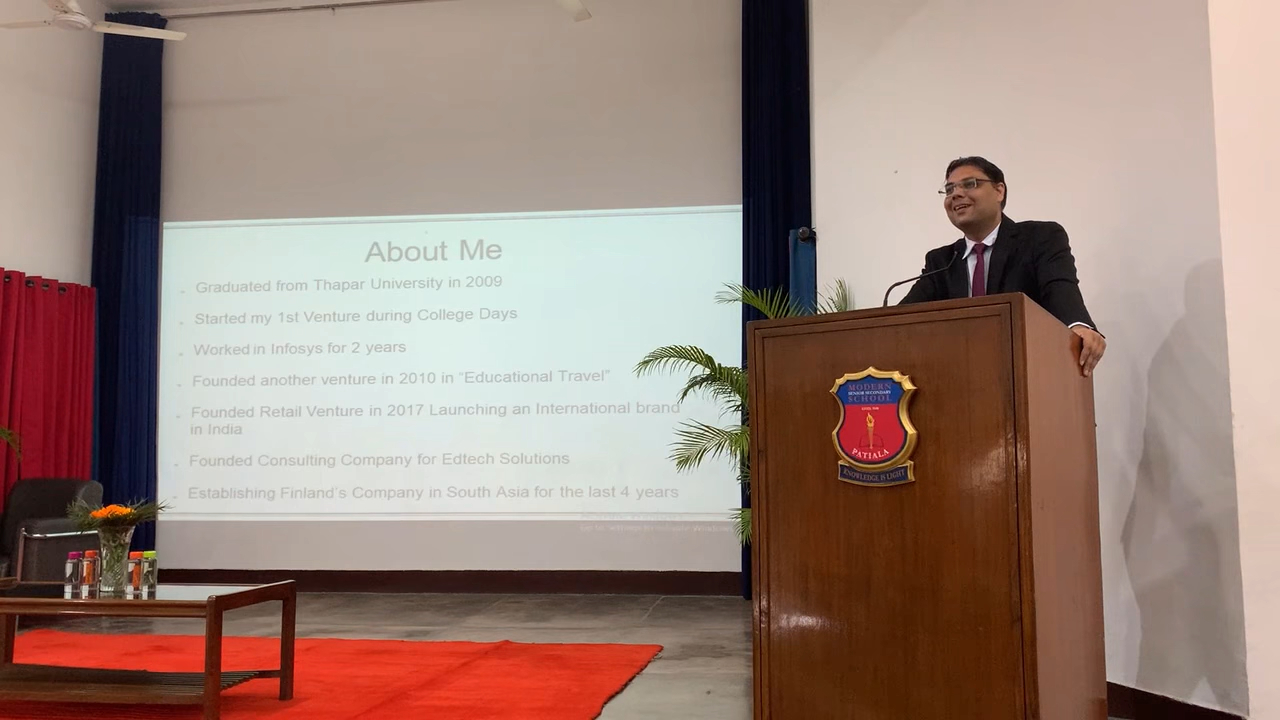 About Me
Graduated from Thapar University in 2009
Started my 1st Venture during College Days
Worked in Infosys for 2 years
Founded another venture in 2010 in “Educational Travel”
Founded Retail Venture in 2017 Launching an International brand
in India
Founded Consulting Company for Edtech Solutions
Establishing Finland's Company in South Asia for the last 4 years
MODERN
SENIOR SECONDARY
SCHOOL
PATIALA
KNOWLEDGE IS LIGHT